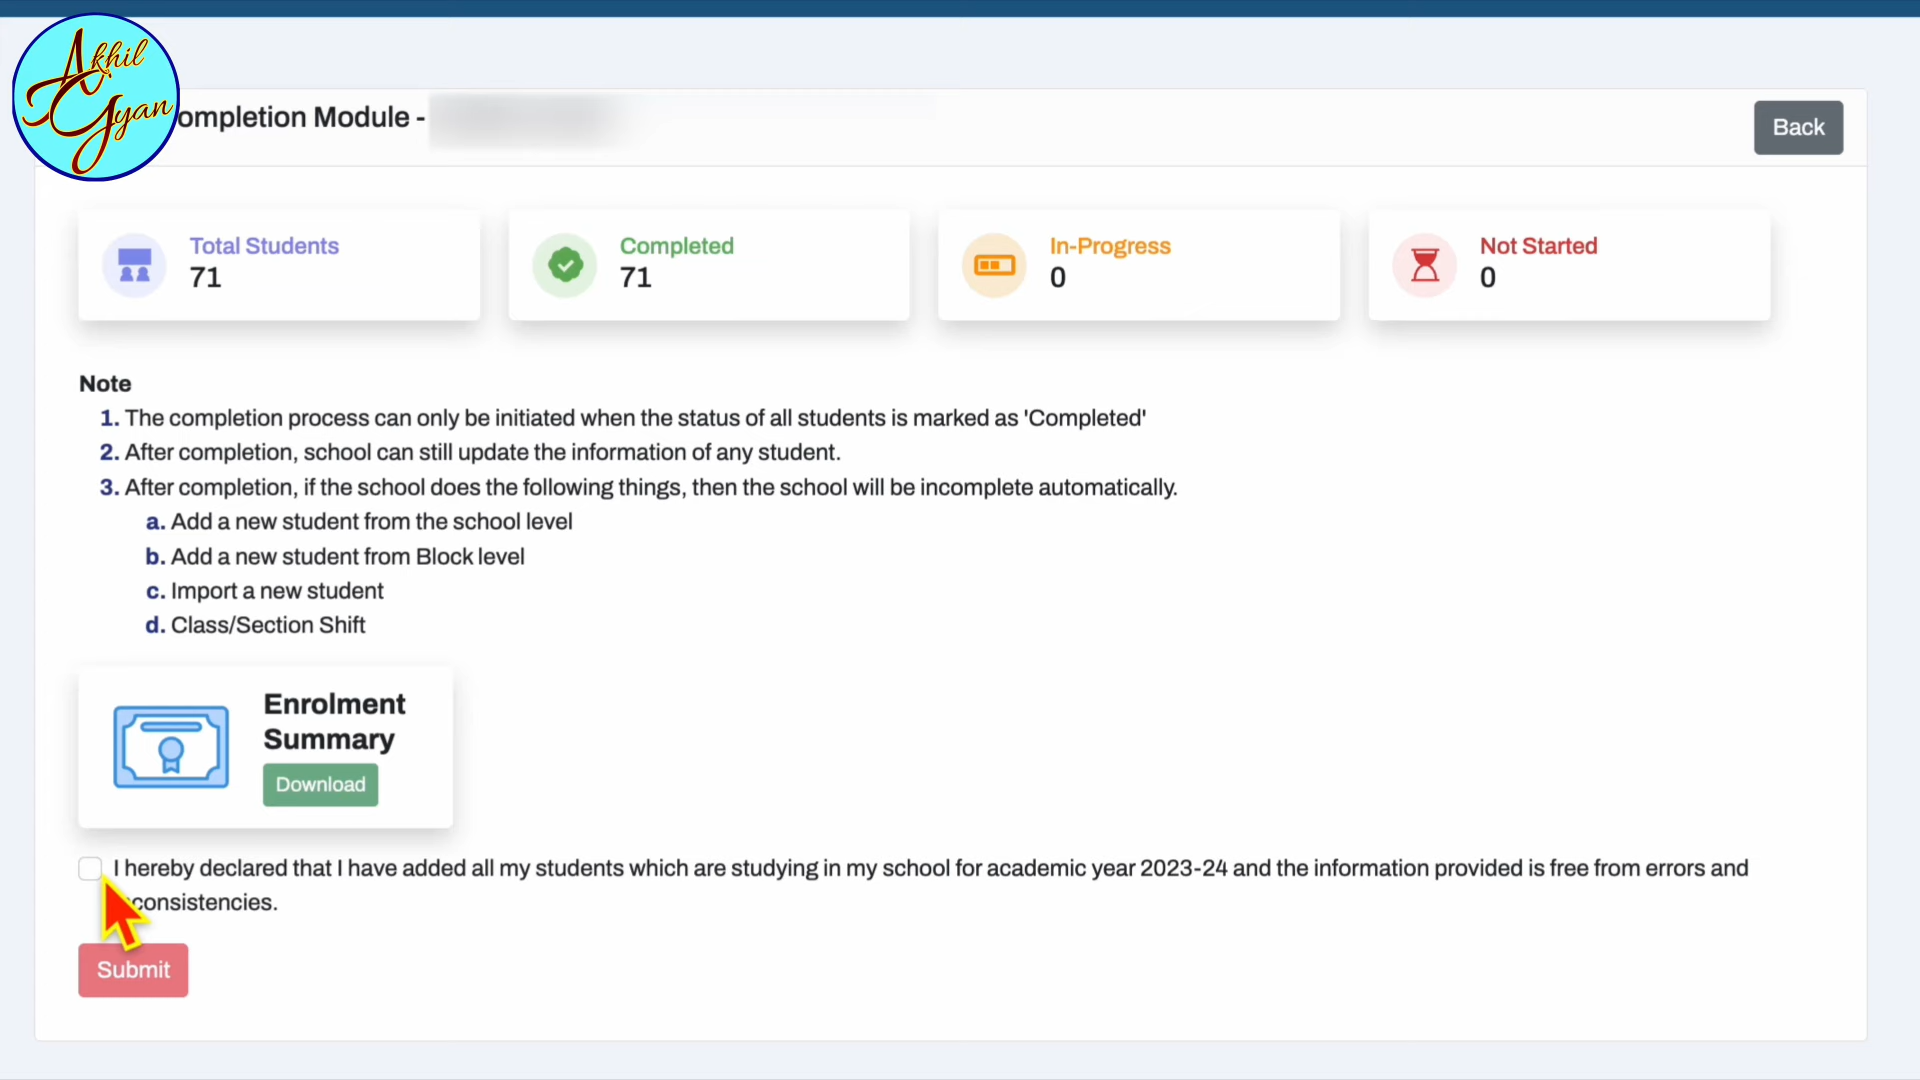 Akhil
Gyan
ompletion Module -
Back
Total Students
71
Completed
71
In-Progress
0
Not Started
0
Note
1. The completion process can only be initiated when the status of all students is marked as 'Completed'
2. After completion, school can still update the information of any student.
3. After completion, if the school does the following things, then the school will be incomplete automatically.
a. Add a new student from the school level
b. Add a new student from Block level
c. Import a new student
d. Class/Section Shift
Enrolment
Summary
Download
I hereby declared that I have added all my students which are studying in my school for academic year 2023-24 and the information provided is free from errors and
consistencies.
Submit